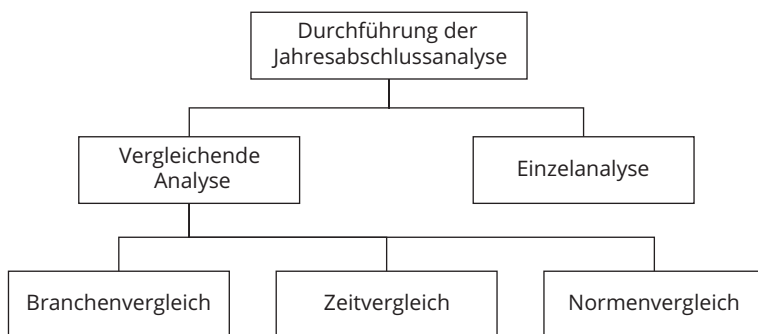 Durchführung der
Jahresabschlussanalyse
Vergleichende
Analyse
Einzelanalyse
Branchenvergleich
Zeitvergleich
Normenvergleich